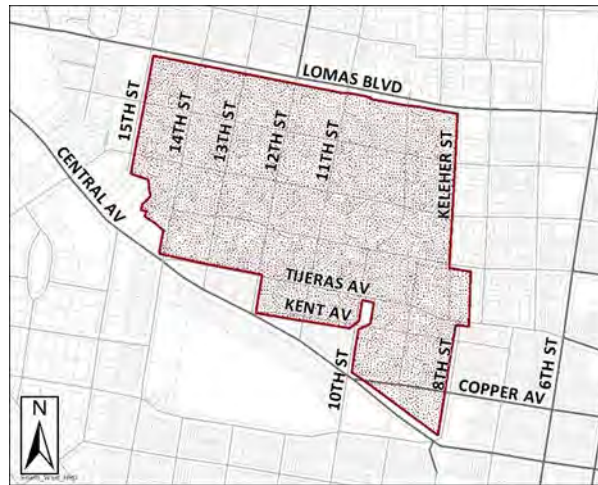 LOMAS BLVD
15TH ST
14TH ST
13TH ST
12TH ST
11TH ST
KELEHER ST
CENTRAL AV
TIJERAS AV
KENT AV
10TH ST
8TH ST
6TH ST
COPPER AV
N